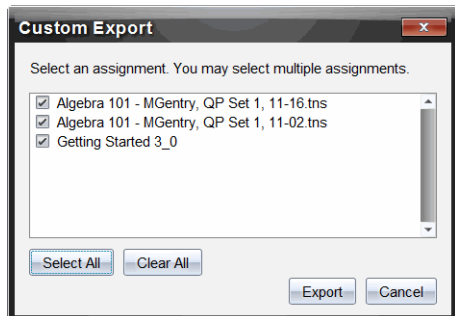 Custom Export
x
Select an assignment. You may select multiple assignments.
Algebra 101 - MGentry, QP Set 1, 11-16.tns
Algebra 101 - MGentry, QP Set 1, 11-02.tns
Getting Started 3_0
Select All Clear All
Export Cancel